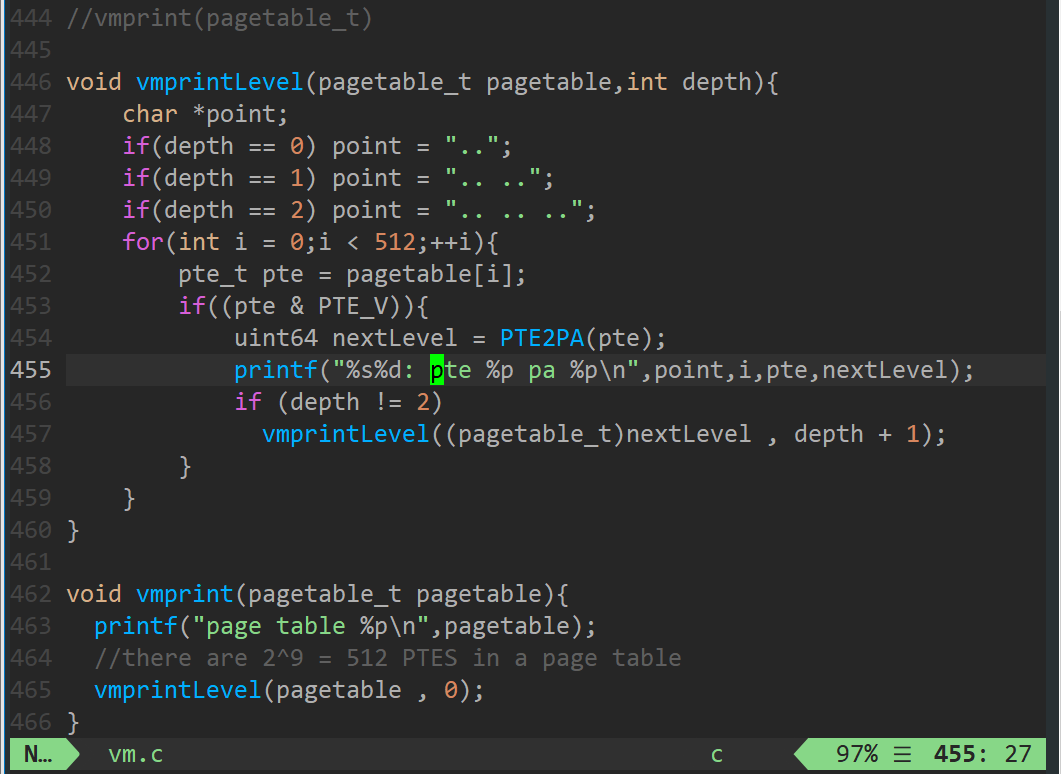 444 //vmprint(pagetable_t)
445
446 void vmprintLevel(pagetable_t pagetable,int depth){
447     char *point;
448     if(depth == 0) point = "..";
449     if(depth == 1) point = ".. ..";
450     if(depth == 2) point = ".. .. ..";
451     for(int i = 0;i < 512;++i){
452         pte_t pte = pagetable[i];
453         if((pte & PTE_V)){
454             uint64 nextLevel = PTE2PA(pte);
455             printf("%s%d: pte %p pa %p\n",point,i,pte,nextLevel);
456             if (depth != 2)
457               vmprintLevel((pagetable_t)nextLevel , depth + 1);
458         }
459     }
460 }
461
462 void vmprint(pagetable_t pagetable){
463   printf("page table %p\n",pagetable);
464   //there are 2^9 = 512 PTES in a page table
465   vmprintLevel(pagetable , 0);
466 }
N… vm.c c 97% ☰ 455: 27